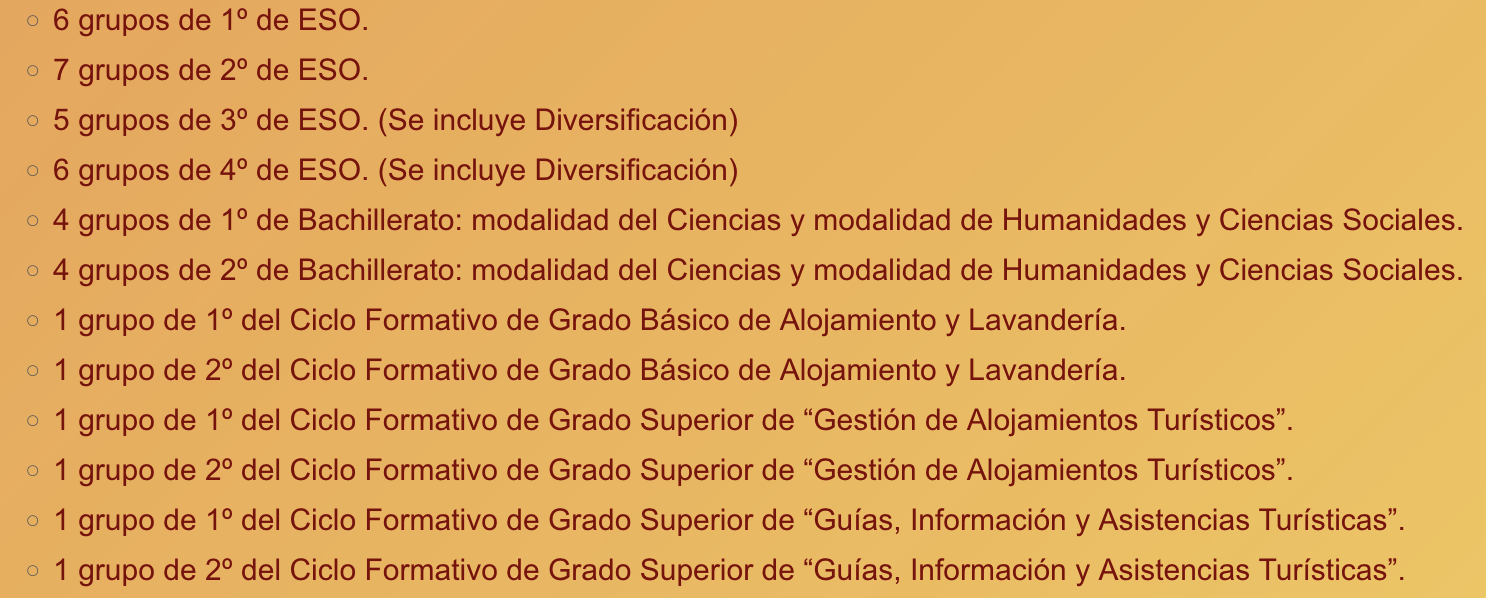 6 grupos de 1º de ESO.
7 grupos de 2º de ESO.
5 grupos de 3º de ESO. (Se incluye Diversificación)
6 grupos de 4º de ESO. (Se incluye Diversificación)
4 grupos de 1º de Bachillerato: modalidad del Ciencias y modalidad de Humanidades y Ciencias Sociales.
4 grupos de 2º de Bachillerato: modalidad del Ciencias y modalidad de Humanidades y Ciencias Sociales.
1 grupo de 1º del Ciclo Formativo de Grado Básico de Alojamiento y Lavandería.
1 grupo de 2º del Ciclo Formativo de Grado Básico de Alojamiento y Lavandería.
1 grupo de 1º del Ciclo Formativo de Grado Superior de “Gestión de Alojamientos Turísticos”.
1 grupo de 2º del Ciclo Formativo de Grado Superior de “Gestión de Alojamientos Turísticos”.
1 grupo de 1º del Ciclo Formativo de Grado Superior de “Guías, Información y Asistencias Turísticas”.
1 grupo de 2º del Ciclo Formativo de Grado Superior de “Guías, Información y Asistencias Turísticas”.